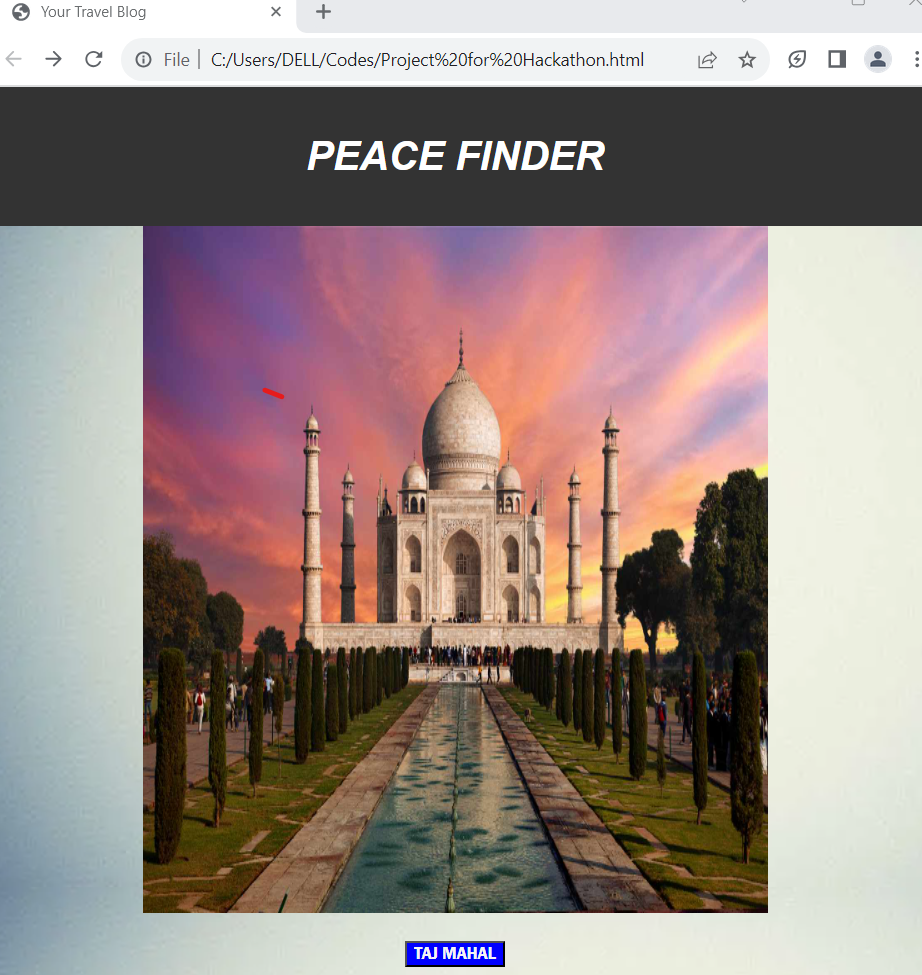 Your Travel Blog
File | C:/Users/DELL/Codes/Project%20for%20Hackathon.html
PEACE FINDER
TAJ MAHAL